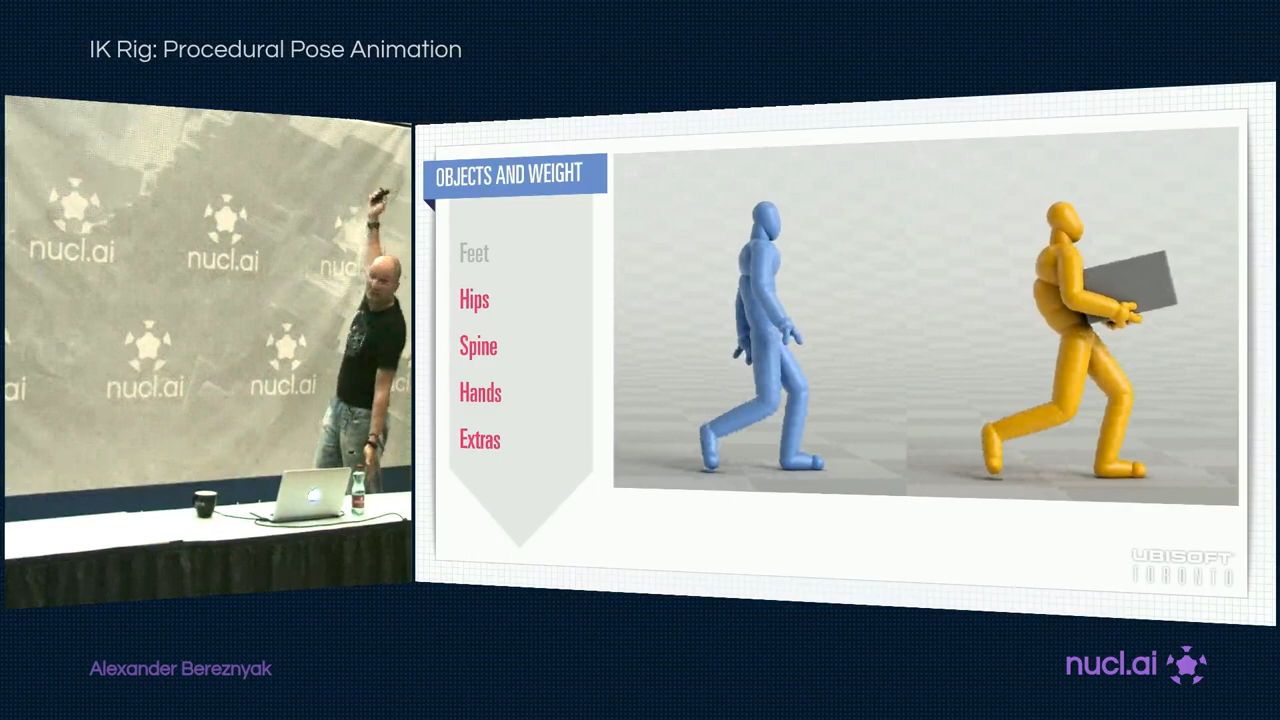 IK Rig: Procedural Pose Animation
nucl.ai
nucl.ai
nucl
ai
nucl.ai
nucl.ai
ci
OBJECTS AND WEIGHT
Feet
Hips
Spine
Hands
Extras
UBISOFT
TORONTO
Alexander Bereznyak
nucl.ai